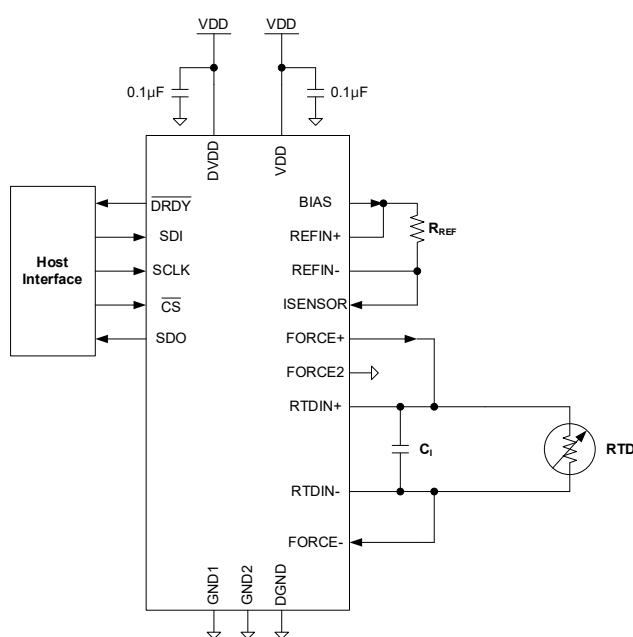 VDD
VDD
0.1µF
0.1µF
DVDD
VDD
Host
Interface
DRDY
SDI
SCLK
CS
SDO
BIAS
REFIN+
REFIN-
ISENSOR
FORCE+
FORCE2
RTDIN+
RTDIN-
FORCE-
RREF
CI
RTD
GND1
GND2
DGND